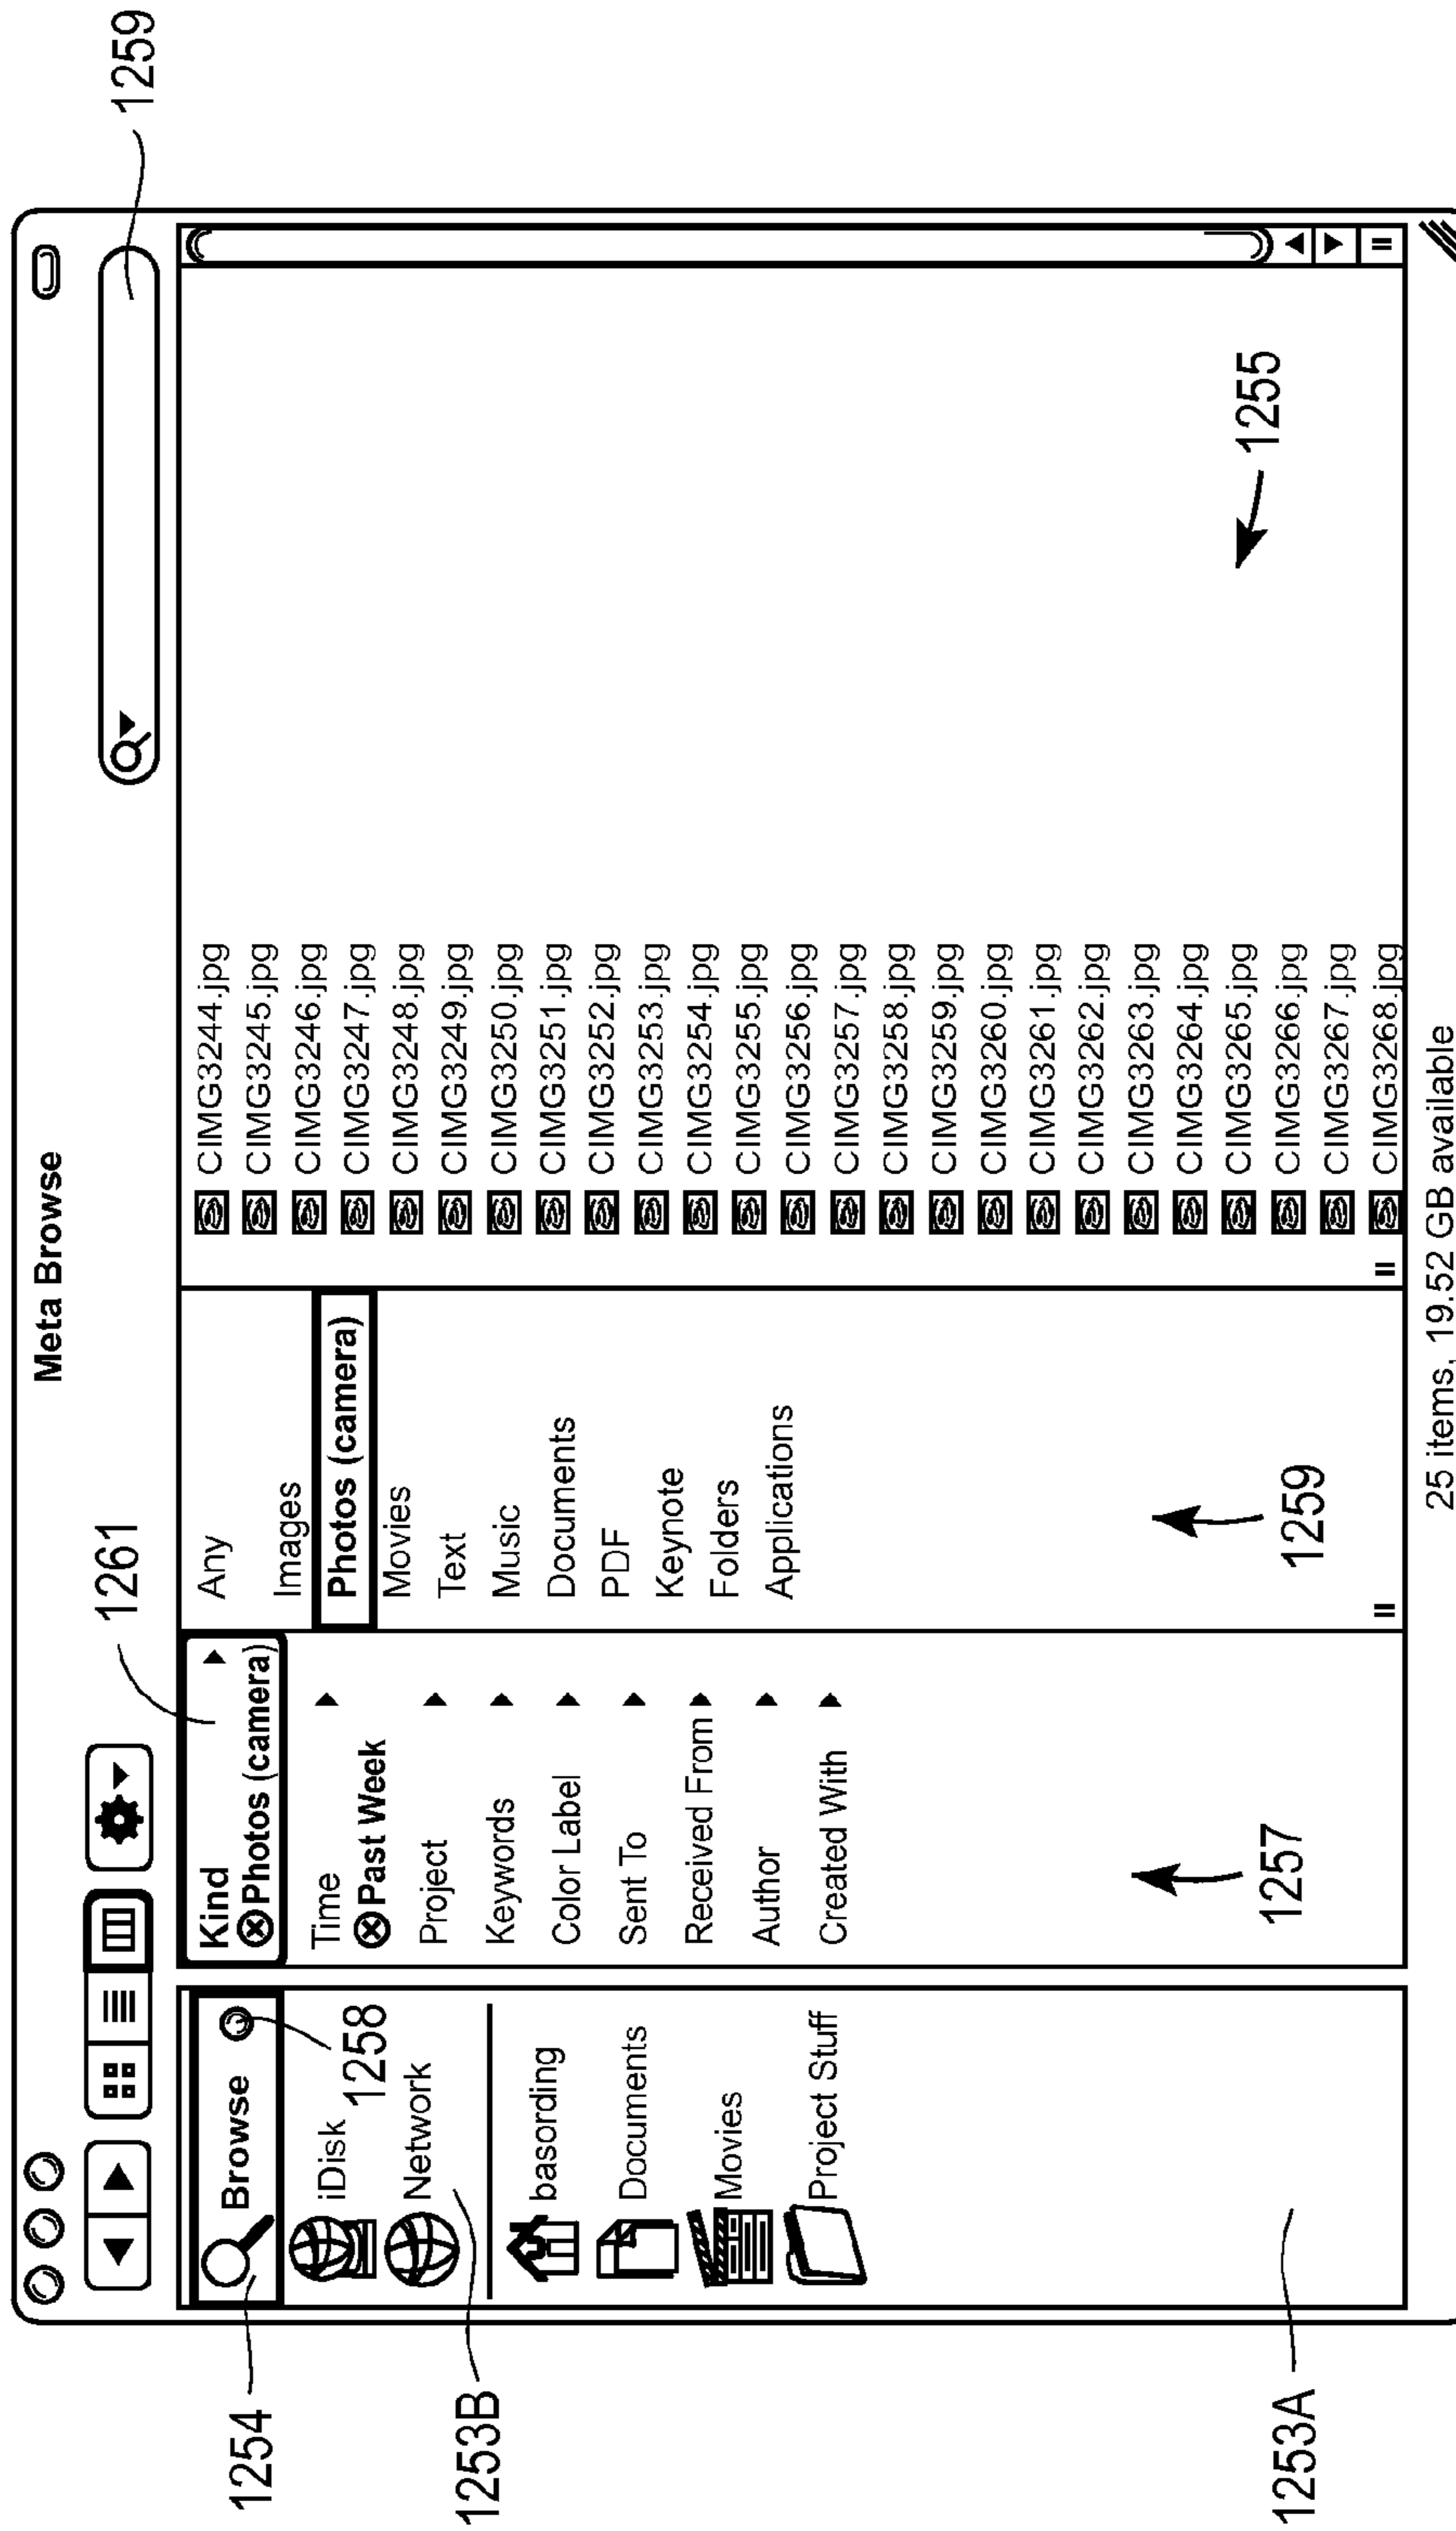 Meta Browse
1259
1261
1254
Browse
1258
iDisk
Network
1253B
basording
Documents
Movies
Project Stuff
1253A
Kind
Photos (camera)
Time
Past Week
Project
Keywords
Color Label
Sent To
Received From
Author
Created With
1257
Any
Images
Photos (camera)
Movies
Text
Music
Documents
PDF
Keynote
Folders
Applications
1259
CIMG3244.jpg
CIMG3245.jpg
CIMG3246.jpg
CIMG3247.jpg
CIMG3248.jpg
CIMG3249.jpg
CIMG3250.jpg
CIMG3251.jpg
CIMG3252.jpg
CIMG3253.jpg
CIMG3254.jpg
CIMG3255.jpg
CIMG3256.jpg
CIMG3257.jpg
CIMG3258.jpg
CIMG3259.jpg
CIMG3260.jpg
CIMG3261.jpg
CIMG3262.jpg
CIMG3263.jpg
CIMG3264.jpg
CIMG3265.jpg
CIMG3266.jpg
CIMG3267.jpg
CIMG3268.jpg
1255
25 items, 19.52 GB available